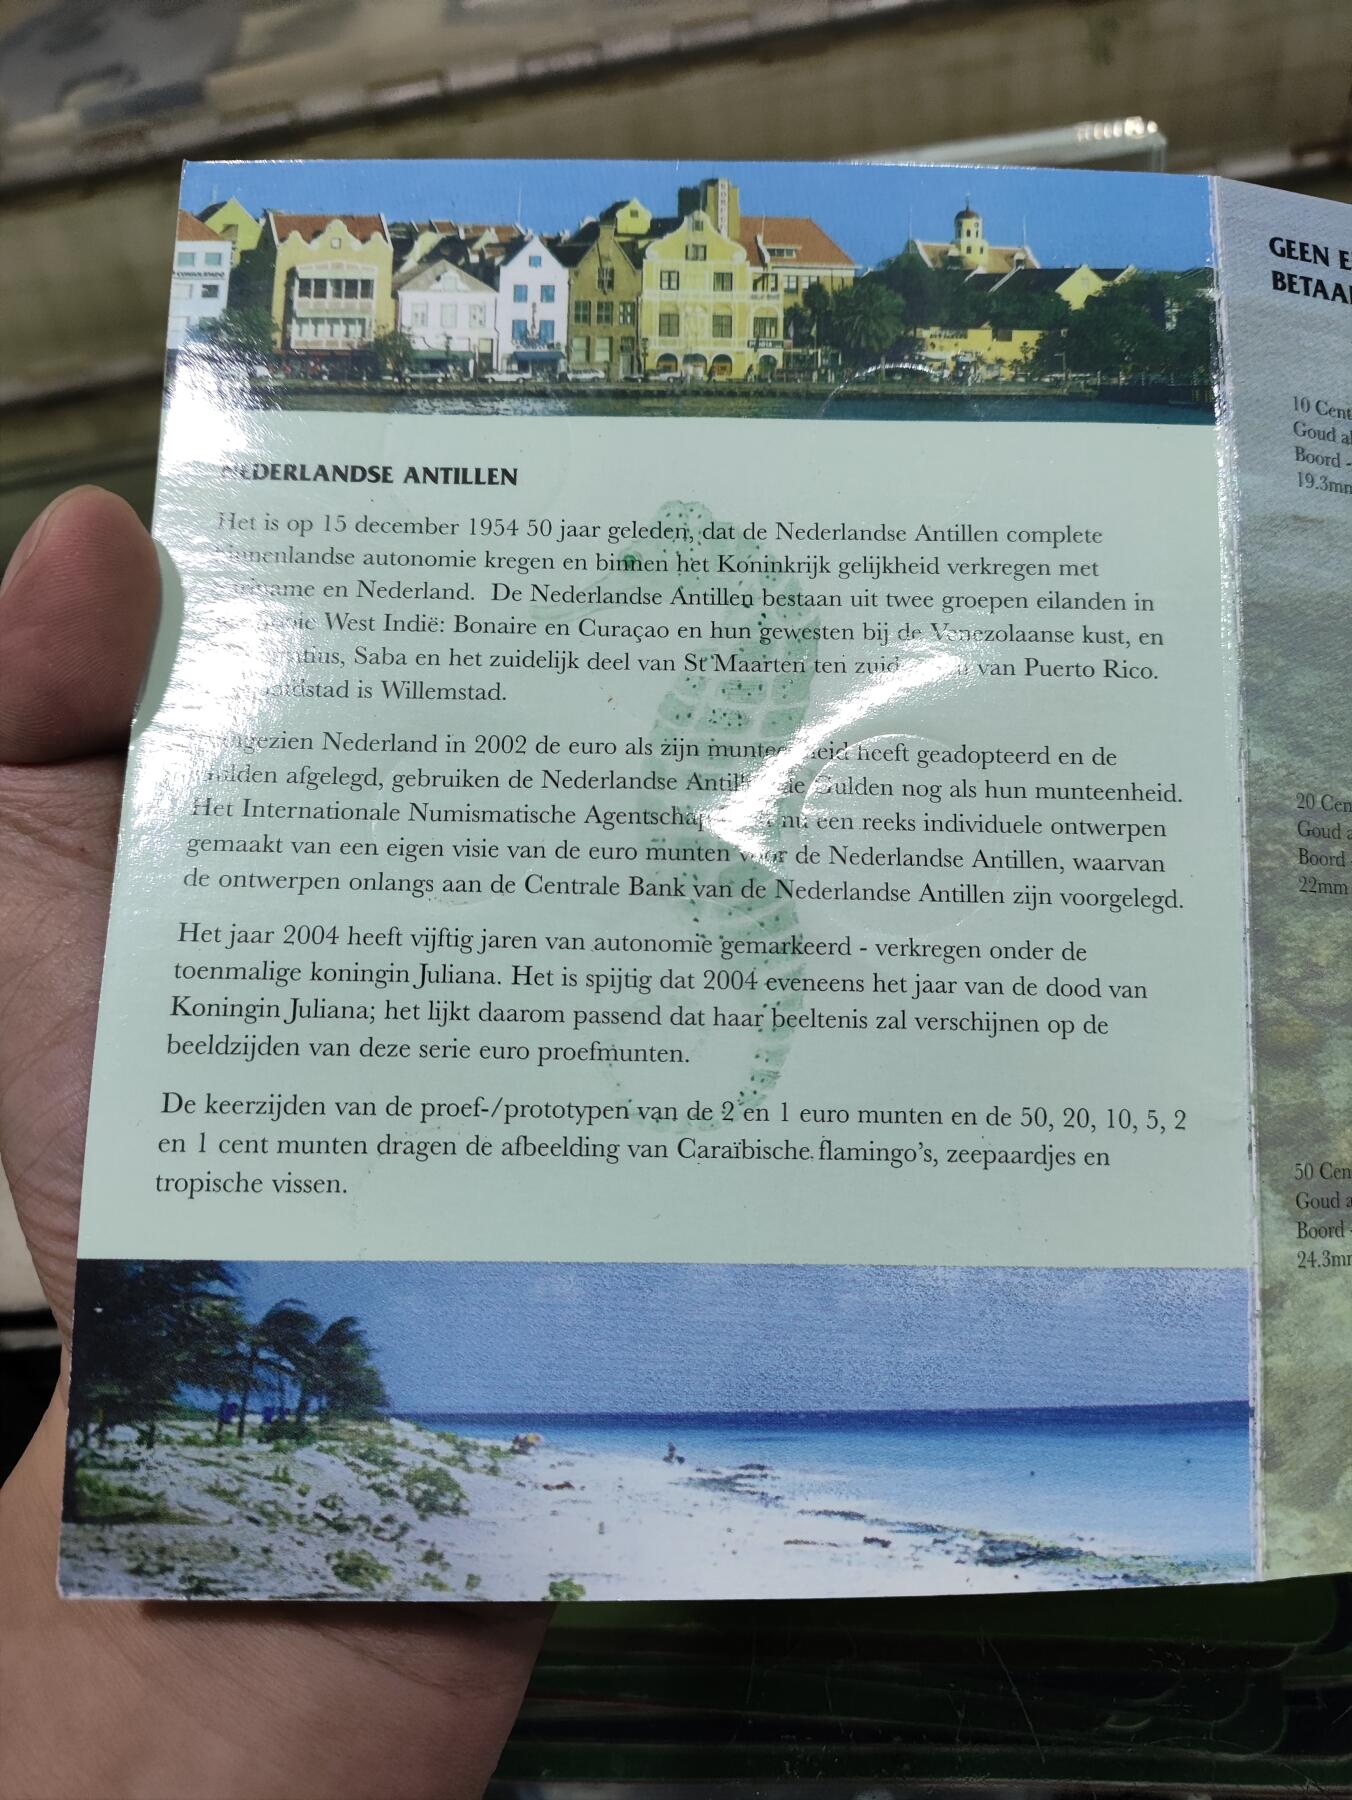 CONSOLIDADO
NEDERLANDSE ANTILLEN
Het is op 15 december 1954 50 jaar geleden, dat de Nederlandse Antillen complete
binnenlandse autonomie kregen en binnen het Koninkrijk gelijkheid verkregen met
Suriname en Nederland. De Nederlandse Antillen bestaan uit twee groepen eilanden in
West Indië: Bonaire en Curaçao en hun gewesten bij de Venezolaanse kust, en
Saba en het zuidelijk deel van St Maarten ten van Puerto Rico.
is Willemstad.
Nederland in 2002 de euro als zijn munteenheid heeft geadopteerd en de
afgelegd, gebruiken de Nederlandse Gulden nog als hun munteenheid.
Het Internationale Numismatische Agentschap nu een reeks individuele ontwerpen
gemaakt van een eigen visie van de euro munten voor de Nederlandse Antillen, waarvan
de ontwerpen onlangs aan de Centrale Bank van de Nederlandse Antillen zijn voorgelegd.
Het jaar 2004 heeft vijftig jaren van autonomie gemarkeerd - verkregen onder de
toenmalige koningin Juliana. Het is spijtig dat 2004 eveneens het jaar van de dood van
Koningin Juliana; het lijkt daarom passend dat haar beeltenis zal verschijnen op de
beeldzijden van deze serie euro proefmunten.
De keerzijden van de proef-/prototypen van de 2 en 1 euro munten en de 50, 20, 10, 5, 2
en 1 cent munten dragen de afbeelding van Caraïbische flamingo's, zeepaardjes en
tropische vissen.
GEEN
10 Cent
Goud
Boord -
19.3mm
20
Goud
Boord
22mm
50
Goud
Boord